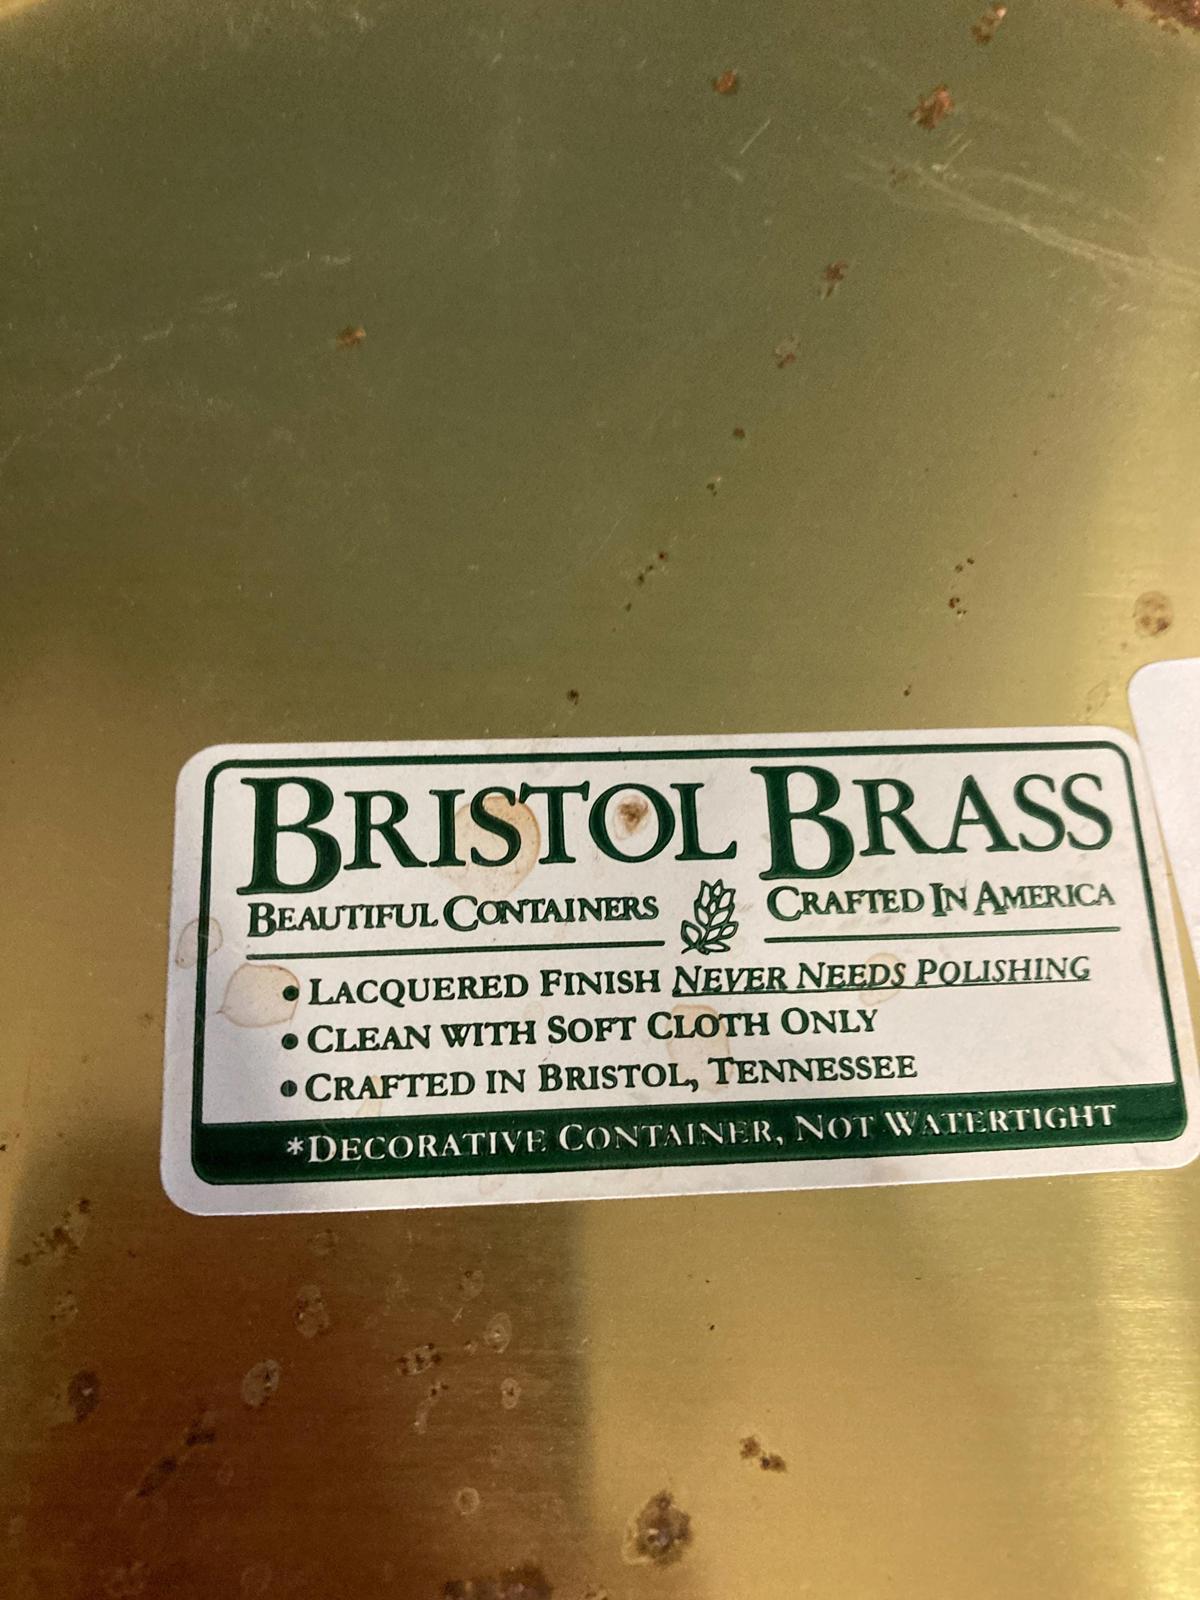 BRISTOL BRASS
BEAUTIFUL CONTAINERS CRAFTED IN AMERICA
• LACQUERED FINISH NEVER NEEDS POLISHING
• CLEAN WITH SOFT CLOTH ONLY
• CRAFTED IN BRISTOL, TENNESSEE
*DECORATIVE CONTAINER, NOT WATERTIGHT